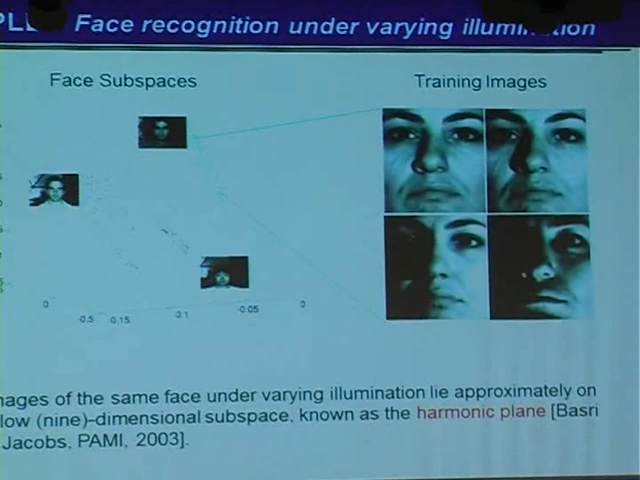 Face recognition under varying illumination
Face Subspaces
Training Images
0
-0.5
-0.15
-0.1
-0.05
0
mages of the same face under varying illumination lie approximately on
low (nine)-dimensional subspace, known as the harmonic plane [Basri
Jacobs, PAMI, 2003].